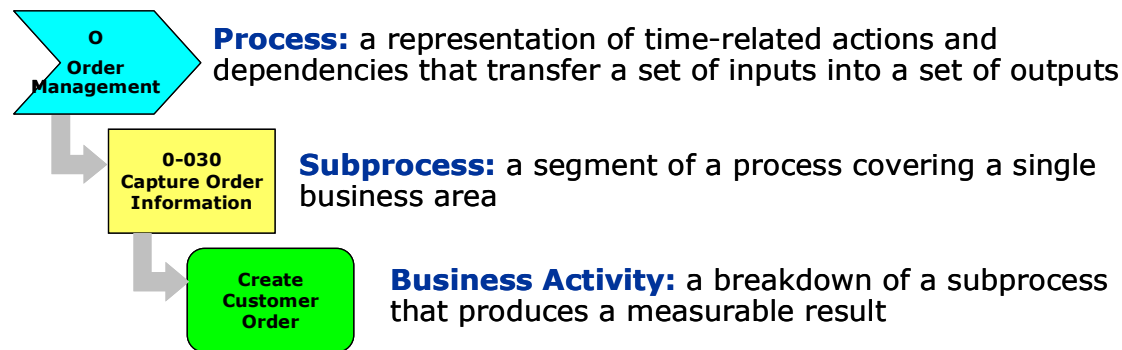 O
Order
Management
Process: a representation of time-related actions and
dependencies that transfer a set of inputs into a set of outputs
0-030
Capture Order
Information
Subprocess: a segment of a process covering a single
business area
Create
Customer
Order
Business Activity: a breakdown of a subprocess
that produces a measurable result